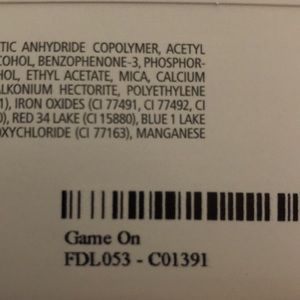 TIC ANHYDRIDE COPOLYMER, ACETYL
COHOL, BENZOPHENONE-3, PHOSPHOR-
HOL, ETHYL ACETATE, MICA, CALCIUM
ALKONIUM HECTORITE, POLYETHYLENE
1), IRON OXIDES (CI 77491, CI 77492, CI
0), RED 34 LAKE (CI 15880), BLUE 1 LAKE
OXYCHLORIDE (CI 77163), MANGANESE
Game On
FDL053 - C01391